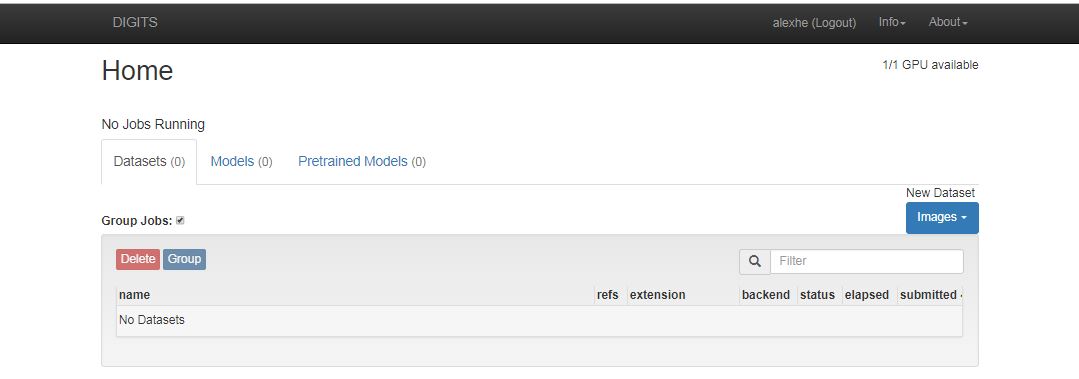 DIGITS alexhe (Logout) Info About
Home 1/1 GPU available
No Jobs Running
Datasets (0) Models (0) Pretrained Models (0)
New Dataset
Group Jobs: Images
Delete Group Filter
name refs extension backend status elapsed submitted
No Datasets